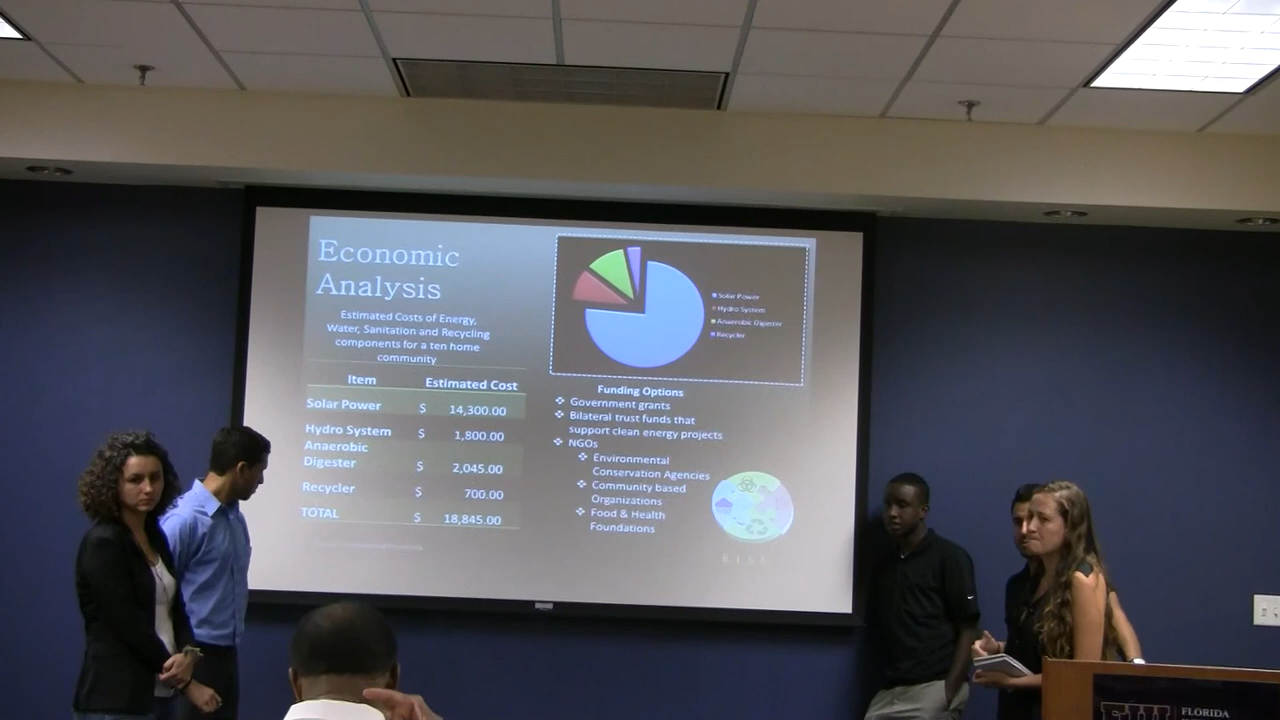 Economic
Analysis
Estimated Costs of Energy,
Water, Sanitation and Recycling
components for a ten home
community
Item Estimated Cost
Solar Power $ 14,300.00
Hydro System $ 1,800.00
Anaerobic
Digester $ 2,045.00
Recycler $ 700.00
TOTAL $ 18,845.00
Solar Power
Hydro System
Anaerobic Digester
Recycler
Funding Options
Government grants
Bilateral trust funds that
support clean energy projects
NGOs
Environmental
Conservation Agencies
Community based
Organizations
Food & Health
Foundations
R I S E
FIU FLORIDA